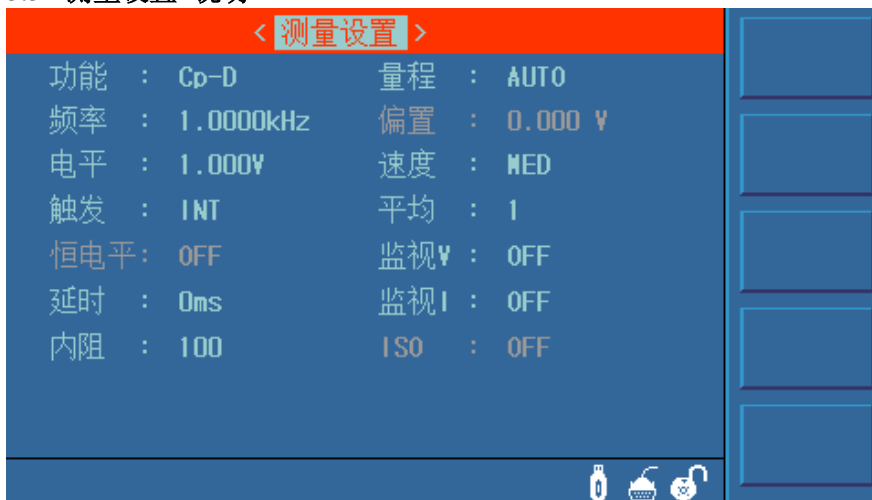 < 测量设置 >
功能 : Cp-D 量程 : AUTO
频率 : 1.0000kHz 偏置 : 0.000 V
电平 : 1.000V 速度 : MED
触发 : INT 平均 : 1
恒电平: OFF 监视V : OFF
延时 : 0ms 监视I : OFF
内阻 : 100 ISO : OFF